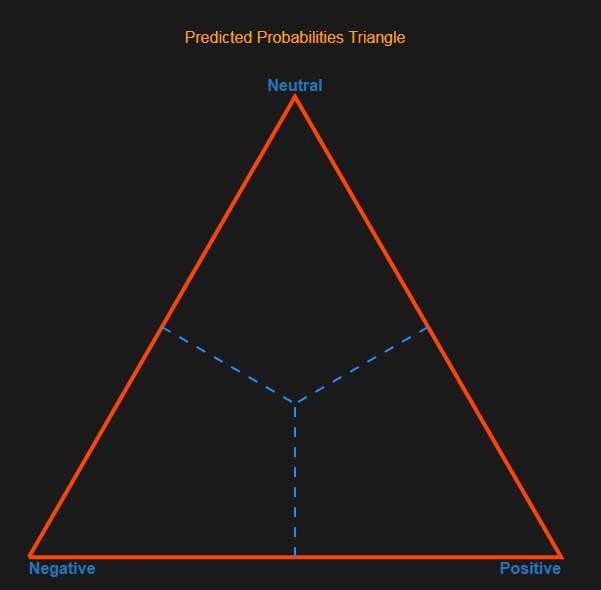 Predicted Probabilities Triangle
Neutral
Negative
Positive